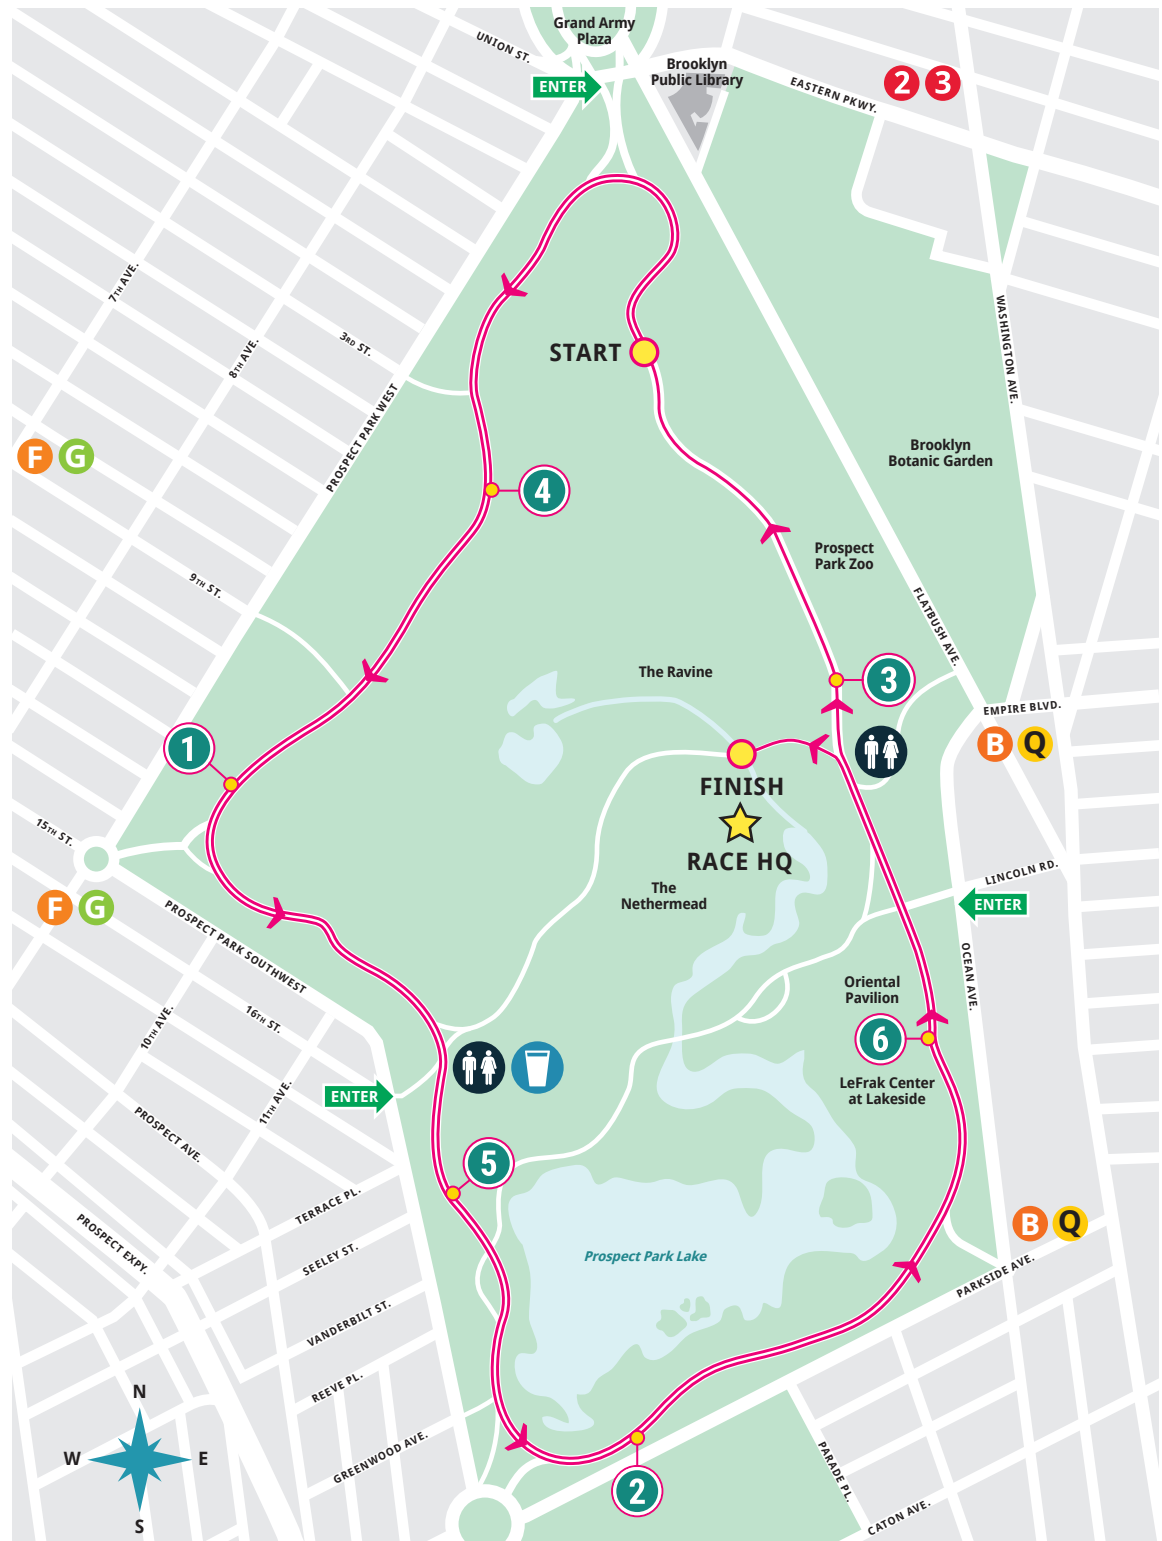 Grand Army
Plaza
UNION ST.
ENTER
Brooklyn
Public Library
2 3
EASTERN PKWY.
7TH AVE.
8TH AVE.
3RD ST.
PROSPECT PARK WEST
START
WASHINGTON AVE.
F G
4
Brooklyn
Botanic Garden
Prospect
Park Zoo
9TH ST.
FLATBUSH AVE.
The Ravine
3
EMPIRE BLVD.
B Q
1
FINISH
RACE HQ
15TH ST.
The
Nethermead
LINCOLN RD.
ENTER
F G
PROSPECT PARK SOUTHWEST
OCEAN AVE.
Oriental
Pavilion
16TH ST.
10TH AVE.
6
LeFrak Center
at Lakeside
ENTER
11TH AVE.
PROSPECT AVE.
5
TERRACE PL.
B Q
PROSPECT EXPY.
SEELEY ST.
Prospect Park Lake
PARKSIDE AVE.
VANDERBILT ST.
REEVE PL.
N
W E
S
GREENWOOD AVE.
2
PARADE PL.
CATON AVE.